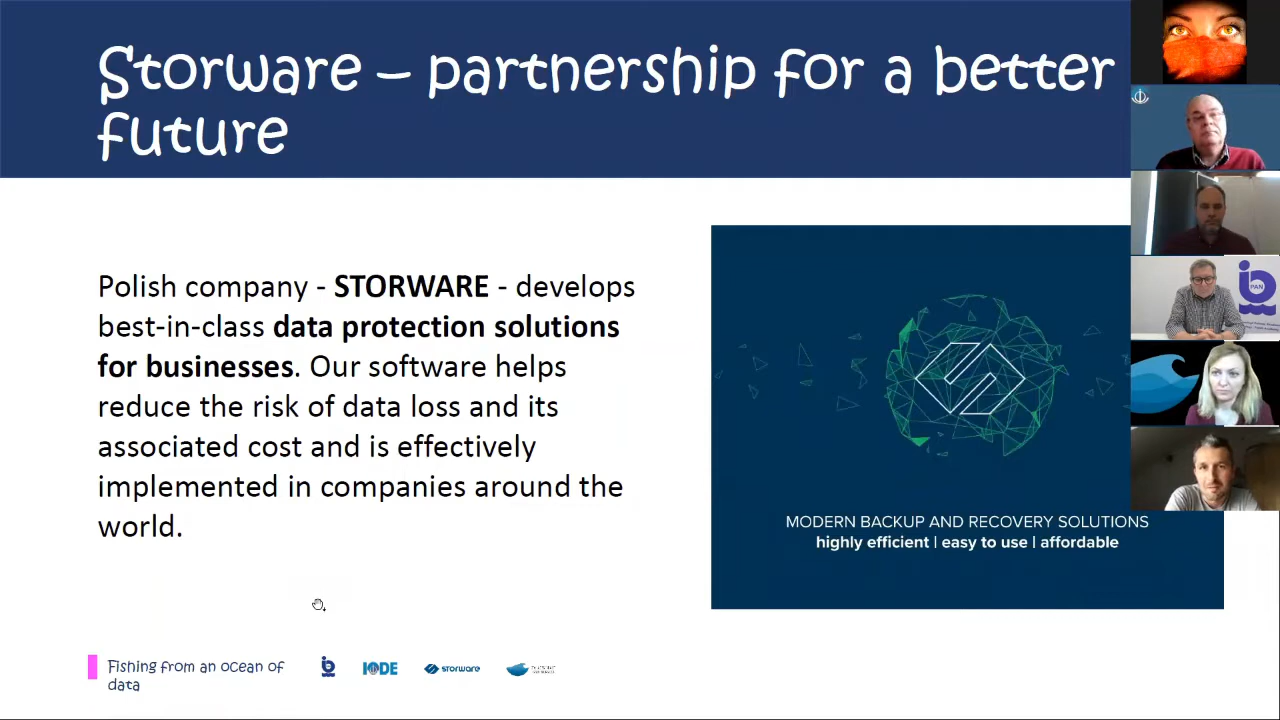 Storware – partnership for a better
future
Polish company - STORWARE - develops
best-in-class data protection solutions
for businesses. Our software helps
reduce the risk of data loss and its
associated cost and is effectively
implemented in companies around the
world.
MODERN BACKUP AND RECOVERY SOLUTIONS
highly efficient | easy to use | affordable
PAN
Fishing from an ocean of
data
IODE
storware